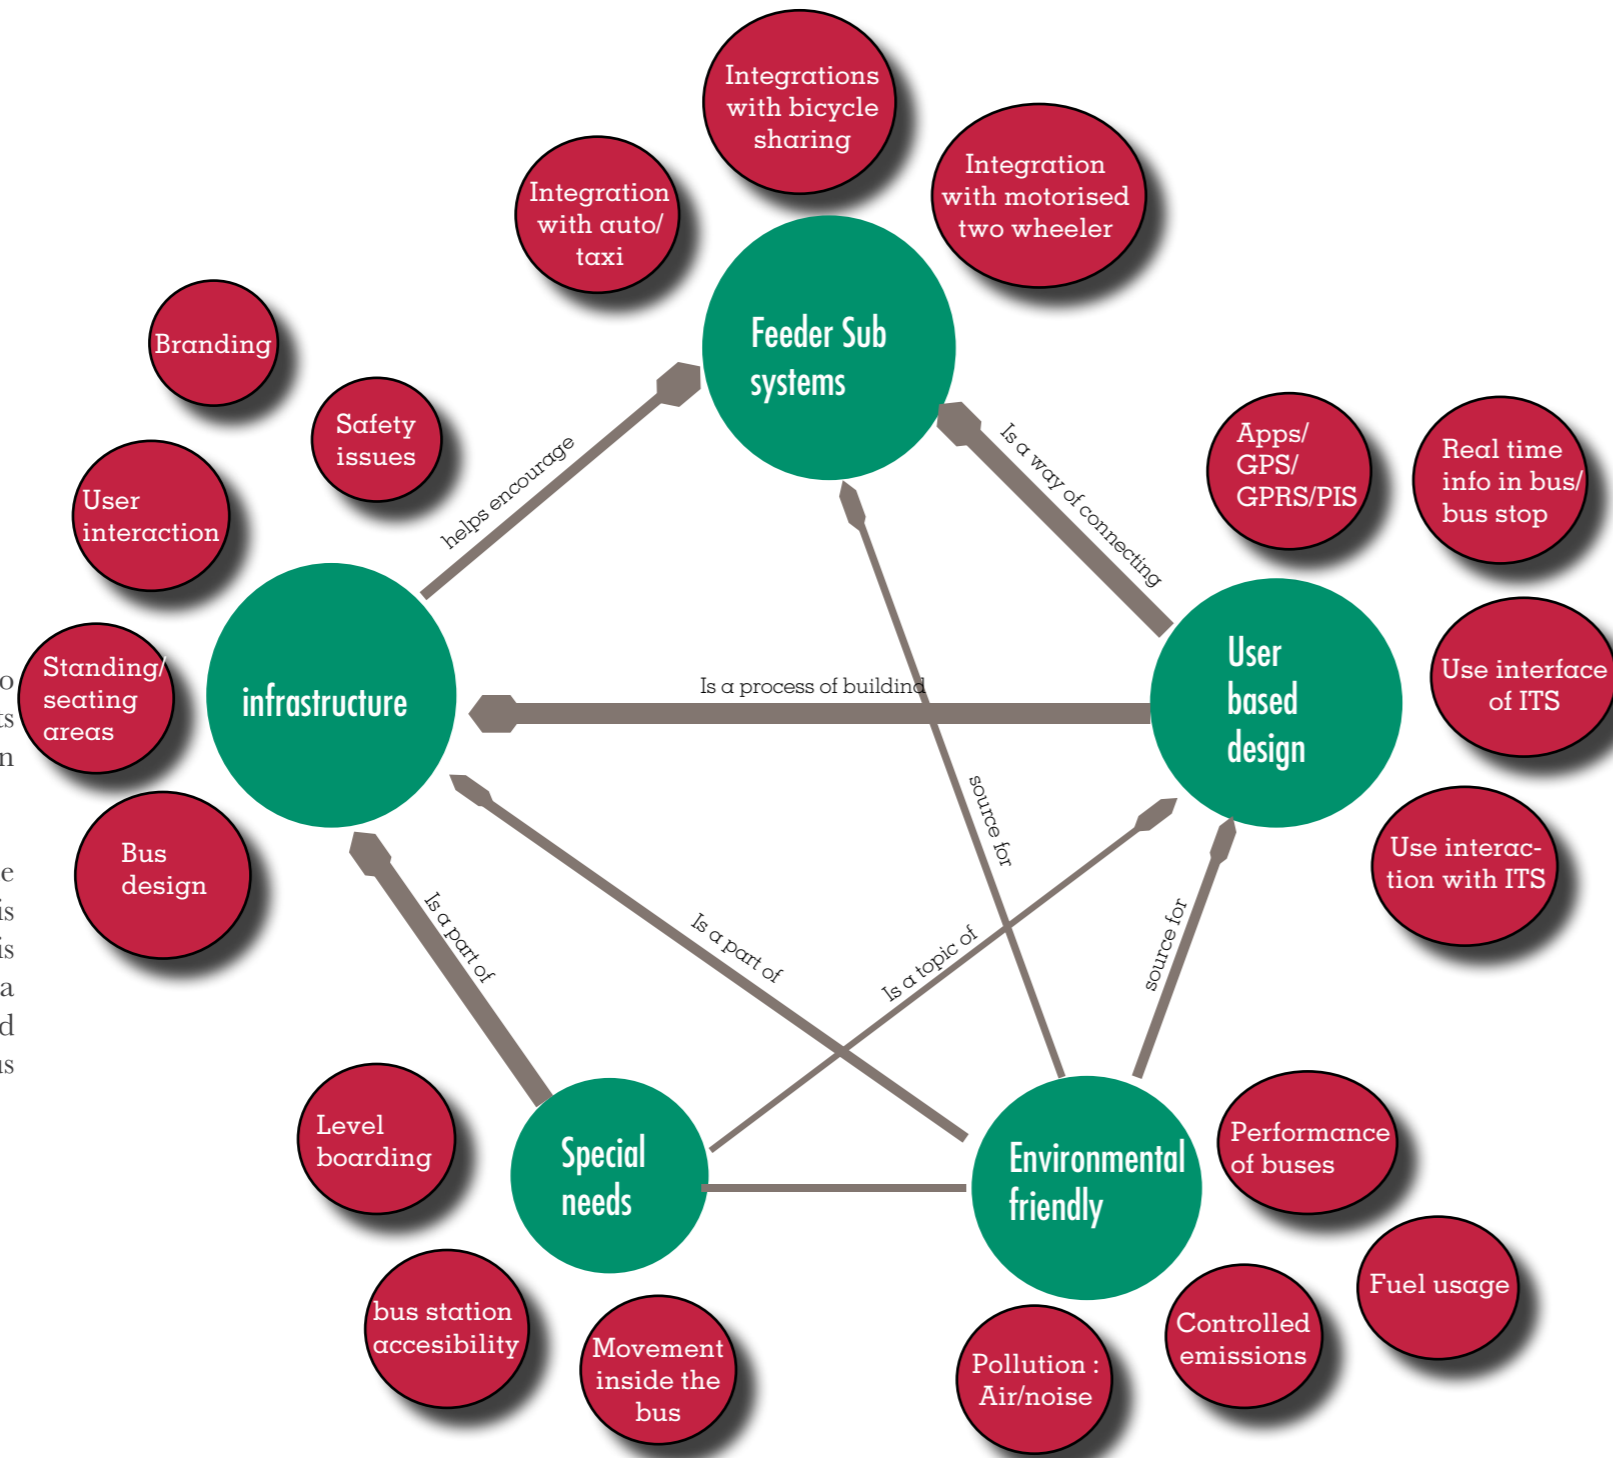 Integrations
with bicycle
sharing
Integration
with auto/
taxi
Integration
with motorised
two wheeler
Feeder Sub
systems
Branding
Safety
issues
User
interaction
Standing/
seating
areas
Bus
design
infrastructure
helps encourage
Is a way of connecting
Apps/
GPS/
GPRS/PIS
Real time
info in bus/
bus stop
Use interface
of ITS
Use interac-
tion with ITS
User
based
design
Is a process of buildind
source for
source for
Is a topic of
Is a part of
Is a part of
o
ts
n
e
is
is
a
d
us
Level
boarding
bus station
accesibility
Movement
inside the
bus
Special
needs
Environmental
friendly
Performance
of buses
Fuel usage
Controlled
emissions
Pollution :
Air/noise